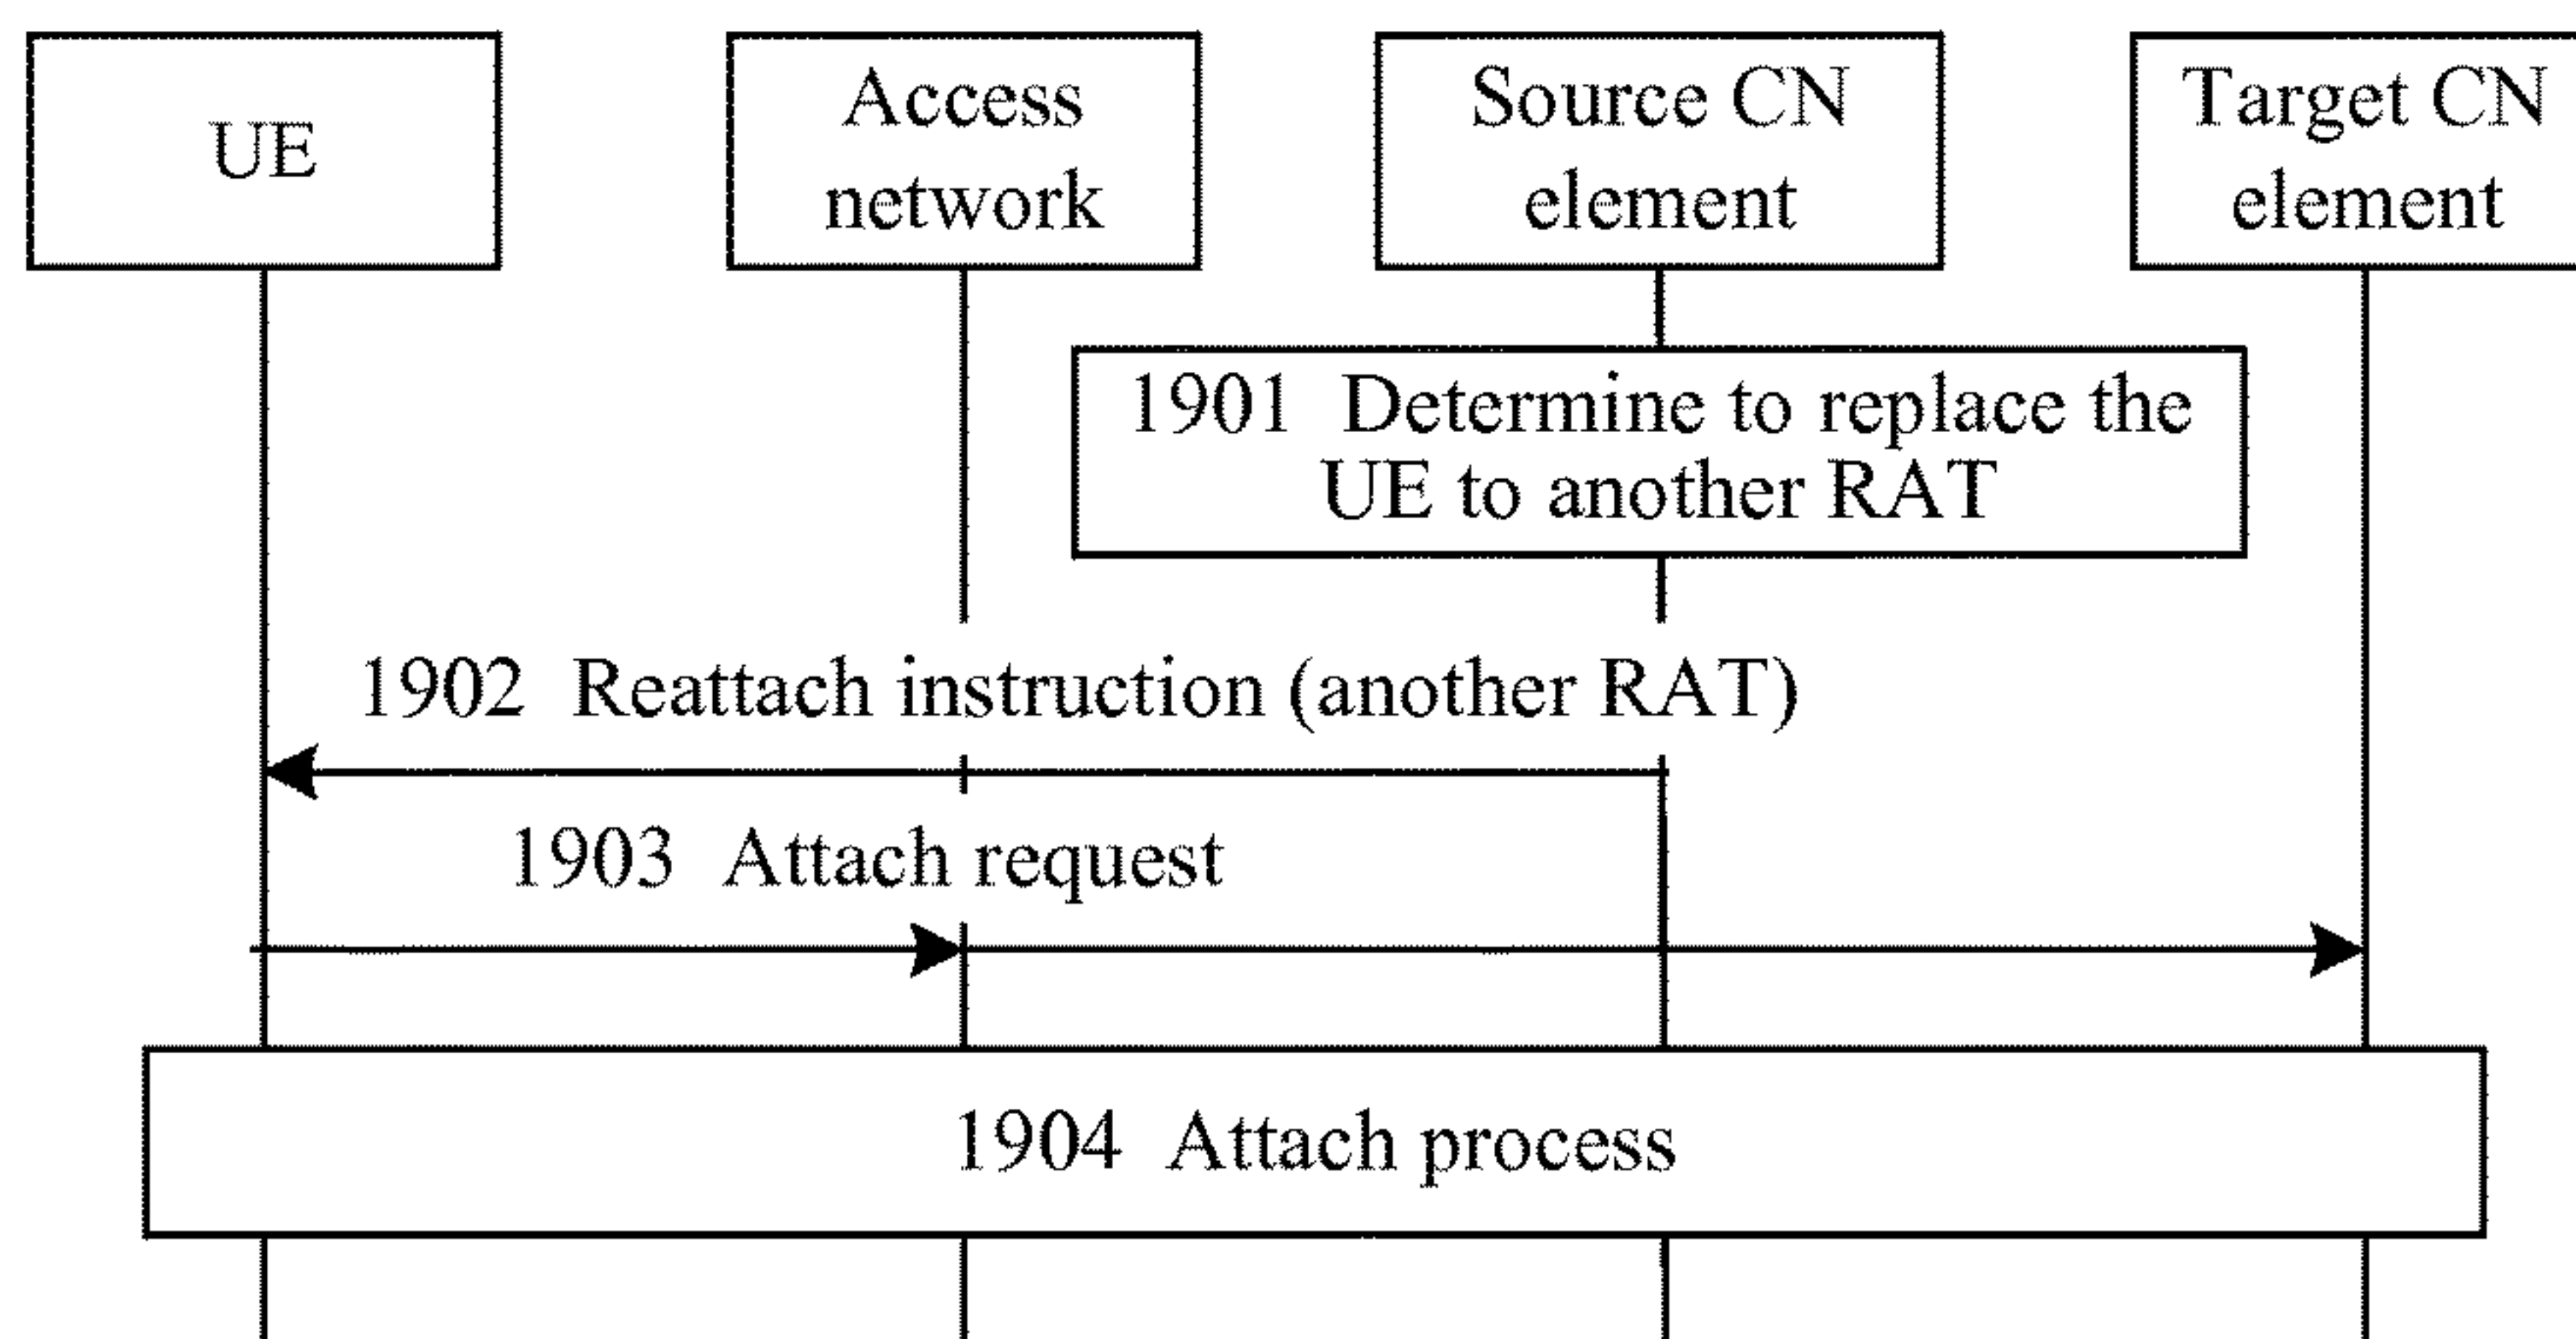 UE
Access
network
Source CN
element
Target CN
element
1901 Determine to replace the
UE to another RAT
1902 Reattach instruction (another RAT)
1903 Attach request
1904 Attach process